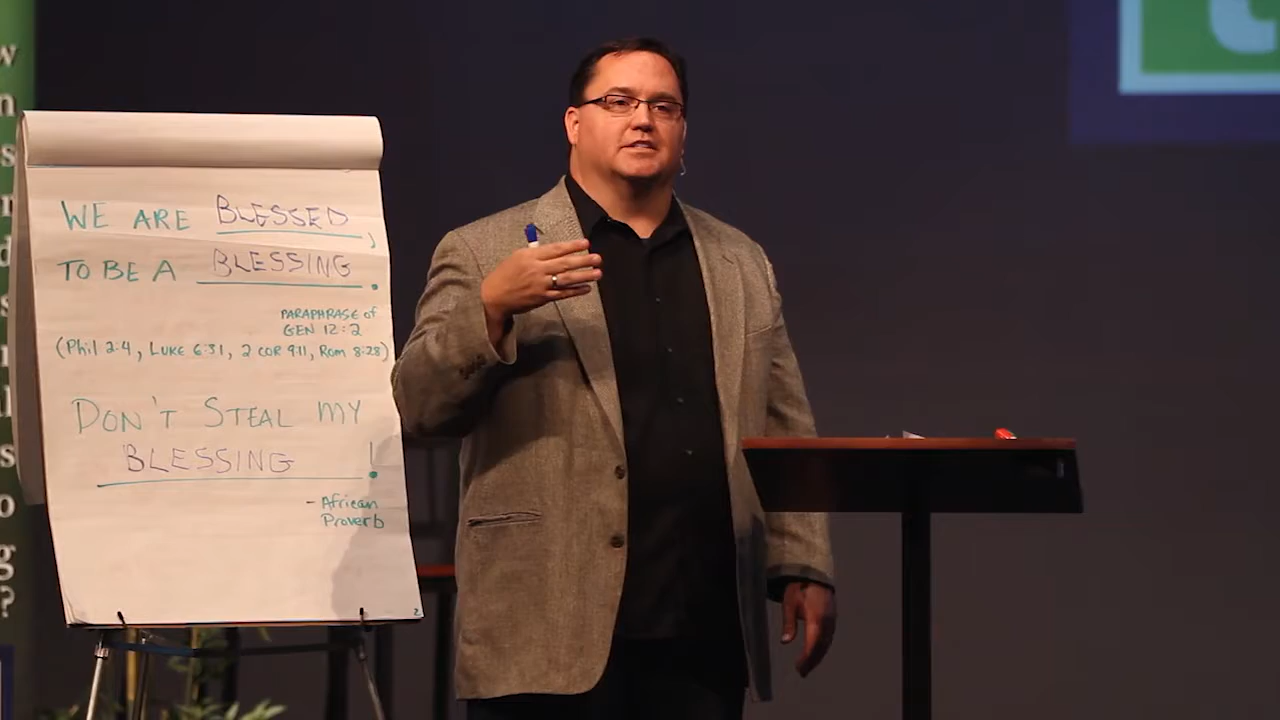 WE ARE BLESSED,
TO BE A BLESSING.
PARAPHRASE of
GEN 12:2
(Phil 2:4, LUKE 6:31, 2 COR 9:11, Rom 8:28)
DON'T STEAL MY
BLESSING!
- African
Proverb
2